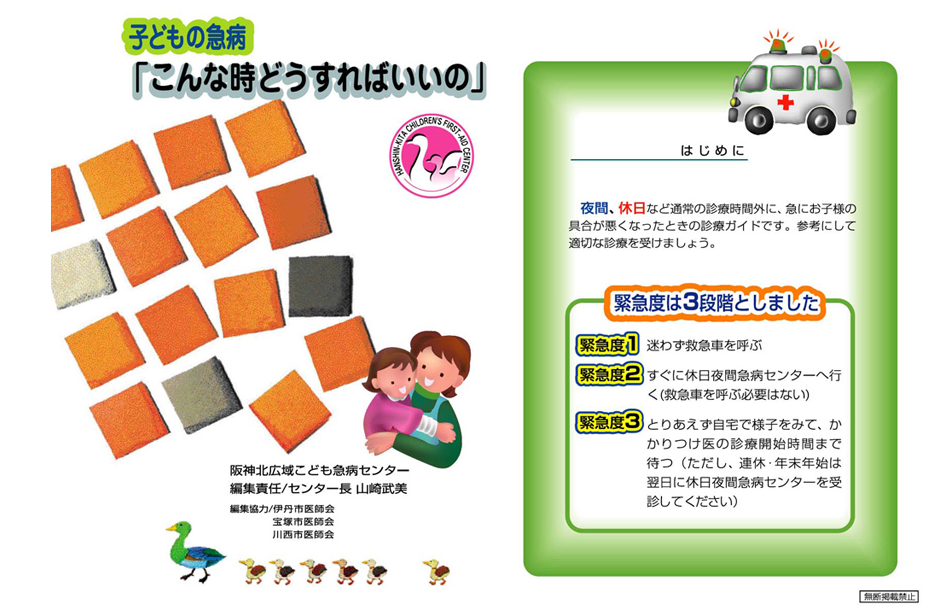 子どもの急病
「こんな時どうすればいいの」
HANSHIN-KITA CHILDREN'S FIRST-AID CENTER
阪神北広域こども急病センター
編集責任/センター長 山崎武美
編集協力/伊丹市医師会
宝塚市医師会
川西市医師会
はじめに
夜間、休日など通常の診療時間外に、急にお子様の
具合が悪くなったときの診療ガイドです。参考にして
適切な診療を受けましょう。
緊急度は3段階としました
緊急度1 迷わず救急車を呼ぶ
緊急度2 すぐに休日夜間急病センターへ行
く(救急車を呼ぶ必要はない)
緊急度3 とりあえず自宅で様子をみて、か
かりつけ医の診療開始時間まで
待つ（ただし、連休・年末年始は
翌日に休日夜間急病センターを受
診してください）
無断掲載禁止